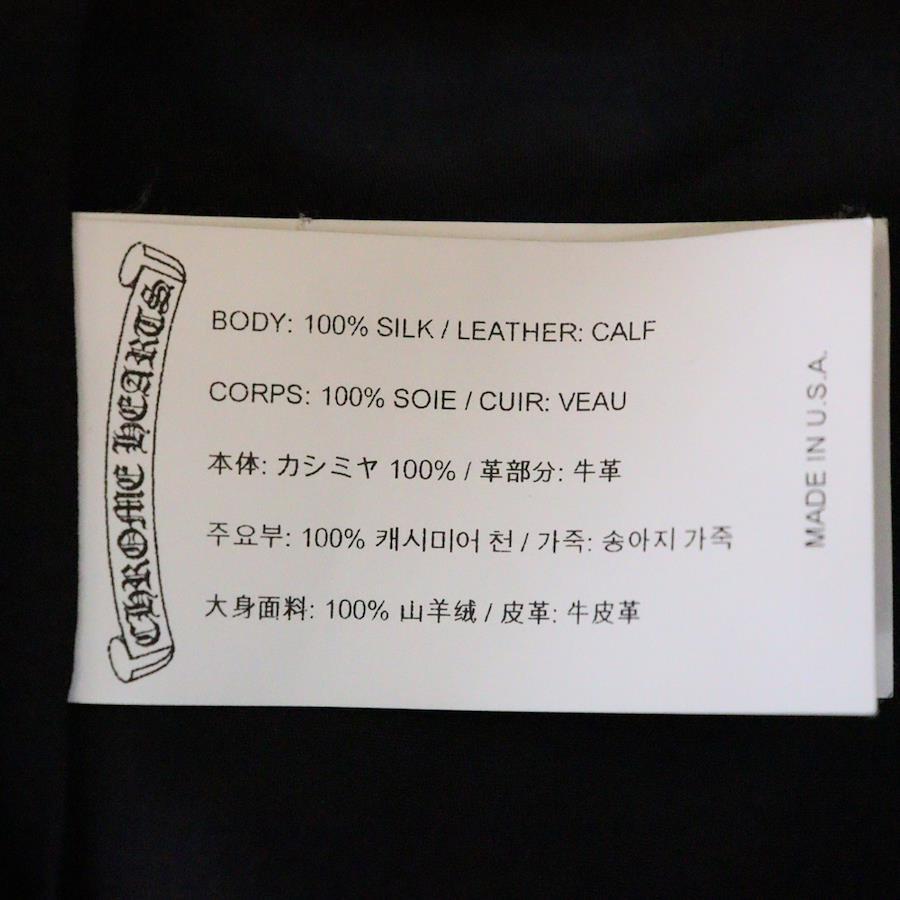 CHROME HEARTS
BODY: 100% SILK / LEATHER: CALF
CORPS: 100% SOIE / CUIR: VEAU
本体: カシミヤ 100% / 革部分: 牛革
주요부: 100% 캐시미어 천 / 가죽: 송아지 가죽
大身面料: 100% 山羊绒 / 皮革: 牛皮革
MADE IN U.S.A.